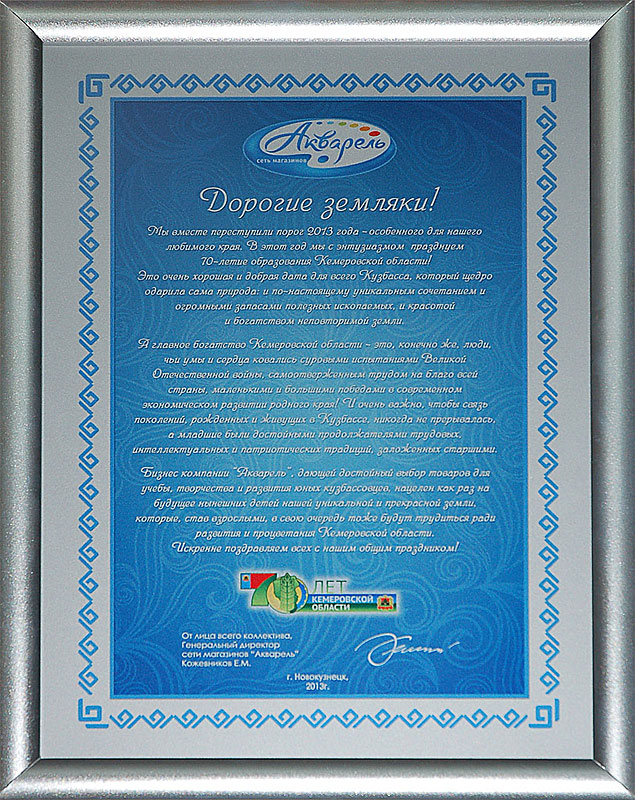 Акварель
сеть магазинов
Дорогие земляки!
Мы вместе переступили порог 2013 года – особенного для нашего
любимого края. В этот год мы с энтузиазмом празднуем
70-летие образования Кемеровской области!
Это очень хорошая и добрая дата для всего Кузбасса, который щедро
одарила сама природа: и по-настоящему уникальным сочетанием и
огромными запасами полезных ископаемых, и красотой
и богатством неповторимой земли.
А главное богатство Кемеровской области – это, конечно же, люди,
чьи умы и сердца ковались суровыми испытаниями Великой
Отечественной войны, самоотверженным трудом на благо всей
страны, маленькими и большими победами в современном
экономическом развитии родного края! И очень важно, чтобы связь
поколений, рожденных и живущих в Кузбассе, никогда не прерывалась,
а младшие были достойными продолжателями трудовых,
интеллектуальных и патриотических традиций, заложенных старшими.
Бизнес компании "Акварель", дающей достойный выбор товаров для
учебы, творчества и развития юных кузбассовцев, нацелен как раз на
будущее нынешних детей нашей уникальной и прекрасной земли,
которые, став взрослыми, в свою очередь тоже будут трудиться ради
развития и процветания Кемеровской области.
Искренне поздравляем всех с нашим общим праздником!
70 ЛЕТ
КЕМЕРОВСКОЙ
ОБЛАСТИ
От лица всего коллектива,
Генеральный директор
сети магазинов "Акварель"
Кожевников Е.М.
г. Новокузнецк,
2013г.